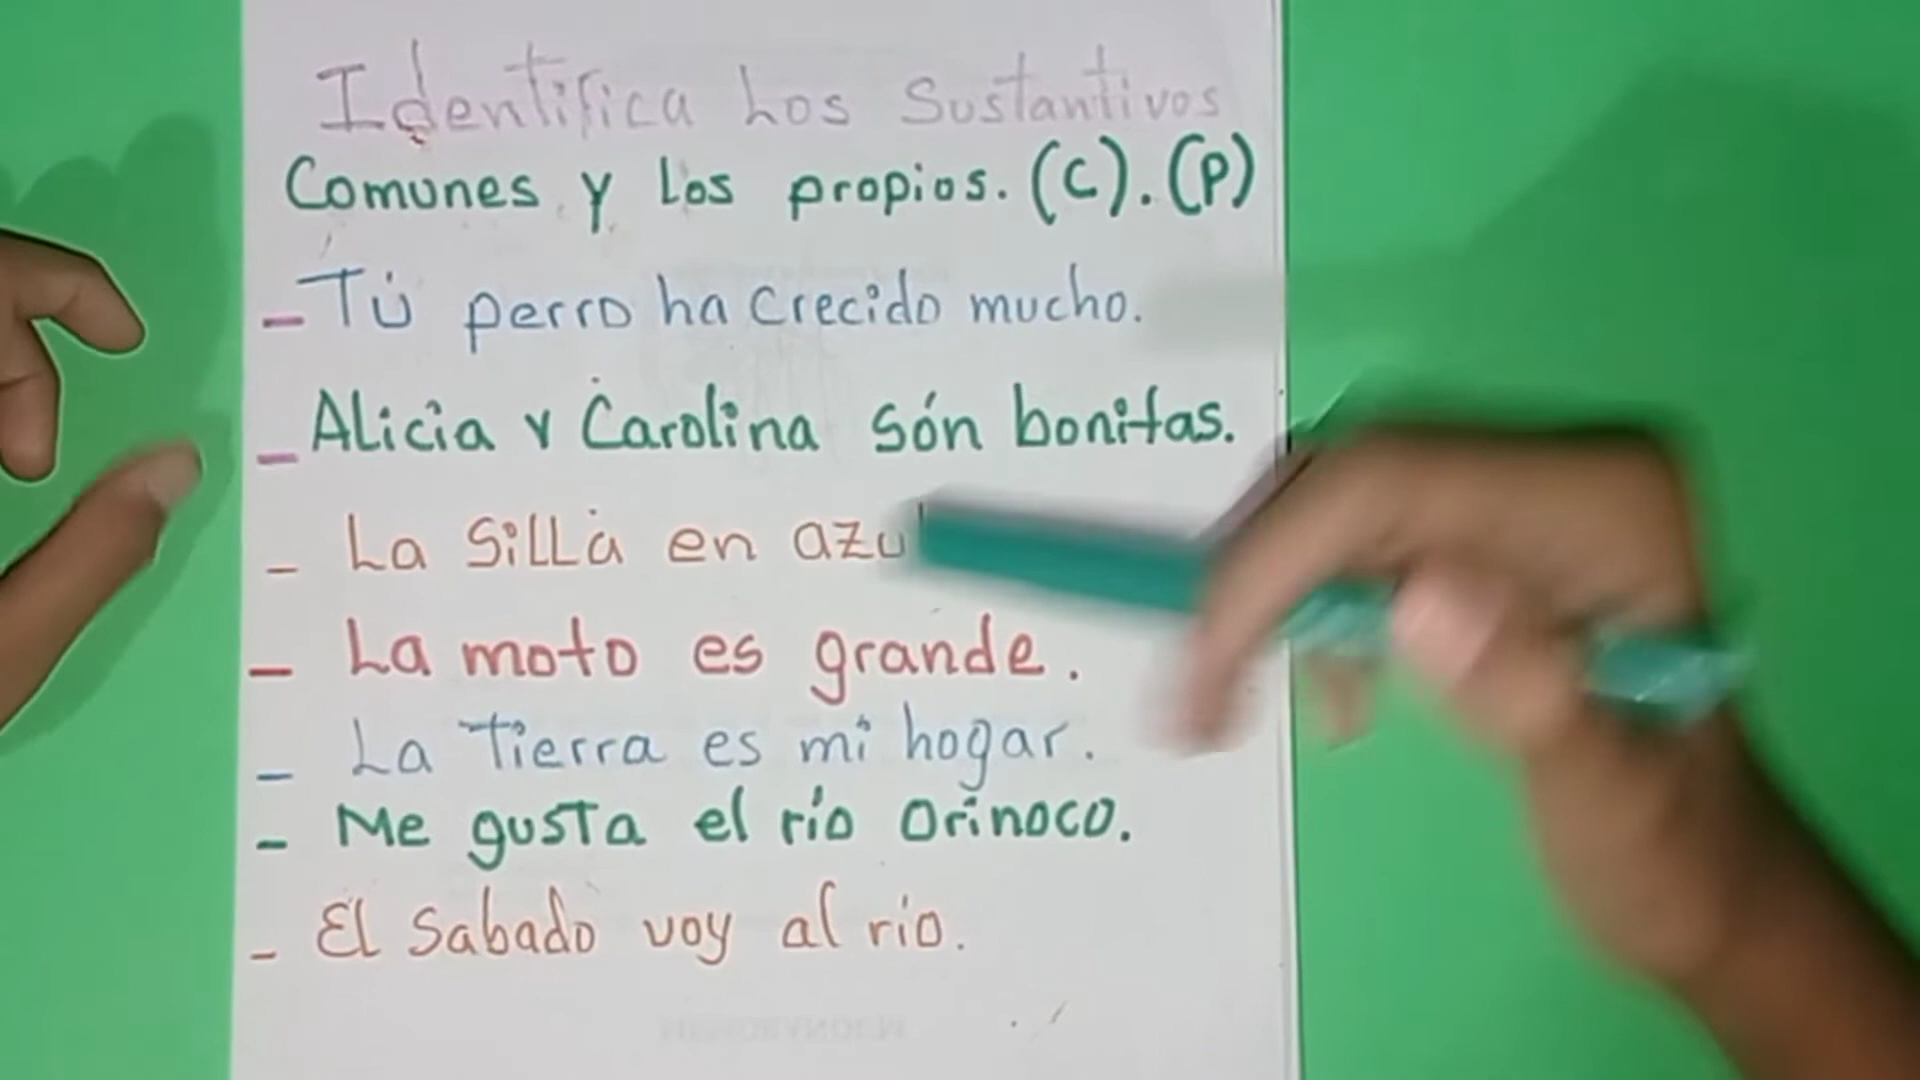 Identifica Los Sustantivos
Comunes y Los propios. (C). (P)
- Tú perro ha crecido mucho.
- Alicia y Carolina són bonitas.
- La silla en azul
- La moto es grande.
- La Tierra es mi hogar.
- Me gusta el río Orinoco.
- El Sabado voy al rio.